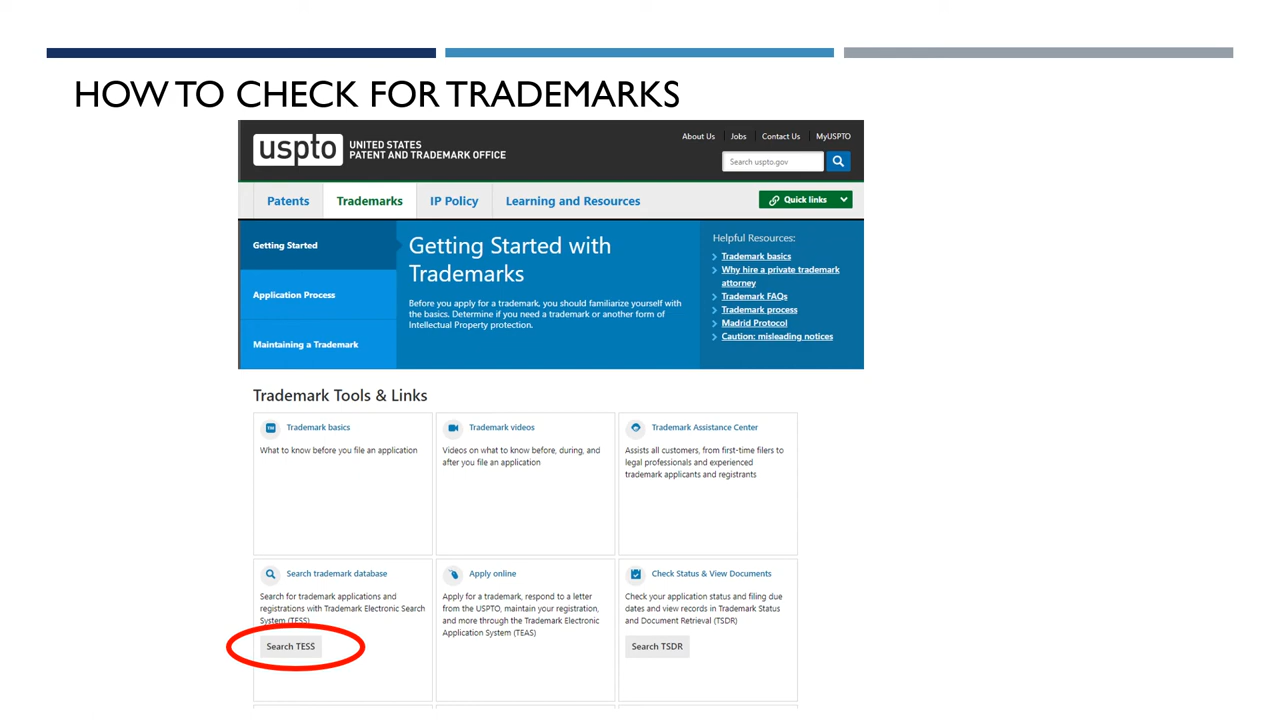 HOW TO CHECK FOR TRADEMARKS
About Us
Jobs
Contact Us
MyUSPTO
uspto
UNITED STATES
PATENT AND TRADEMARK OFFICE
Search uspto.gov
Patents
Trademarks
IP Policy
Learning and Resources
Quick links
Getting Started
Application Process
Maintaining a Trademark
Getting Started with
Trademarks
Before you apply for a trademark, you should familiarize yourself with
the basics. Determine if you need a trademark or another form of
Intellectual Property protection.
Helpful Resources:
Trademark basics
Why hire a private trademark
attorney
Trademark FAQs
Trademark process
Madrid Protocol
Caution: misleading notices
Trademark Tools & Links
Trademark basics
What to know before you file an application
Trademark videos
Videos on what to know before, during, and
after you file an application
Trademark Assistance Center
Assists all customers, from first-time filers to
legal professionals and experienced
trademark applicants and registrants
Search trademark database
Search for trademark applications and
registrations with Trademark Electronic Search
System (TESS)
Search TESS
Apply online
Apply for a trademark, respond to a letter
from the USPTO, maintain your registration,
and more through the Trademark Electronic
Application System (TEAS)
Check Status & View Documents
Check your application status and filing due
dates and view records in Trademark Status
and Document Retrieval (TSDR)
Search TSDR